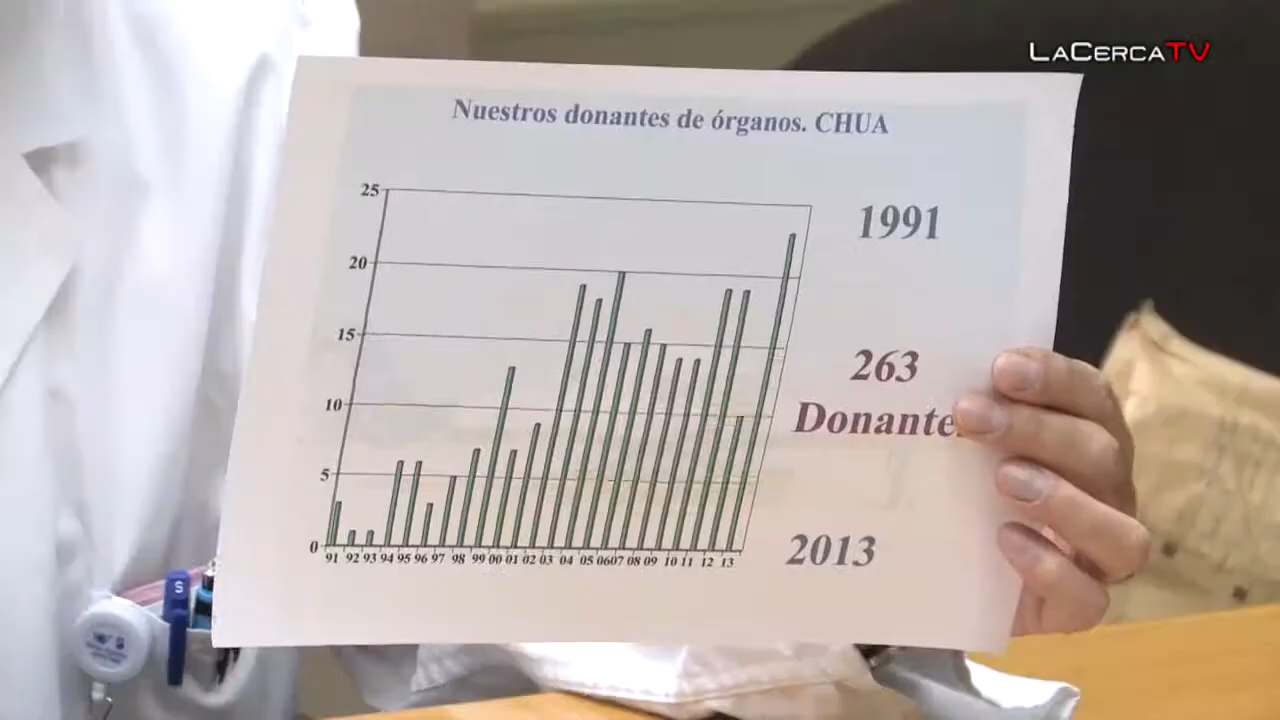 LACERCATV
Nuestros donantes de órganos. CHUA
25
20
15
10
5
0
91 92 93 94 95 96 97 98 99 00 01 02 03 04 05 06 07 08 09 10 11 12 13
1991
263
Donante
2013
S